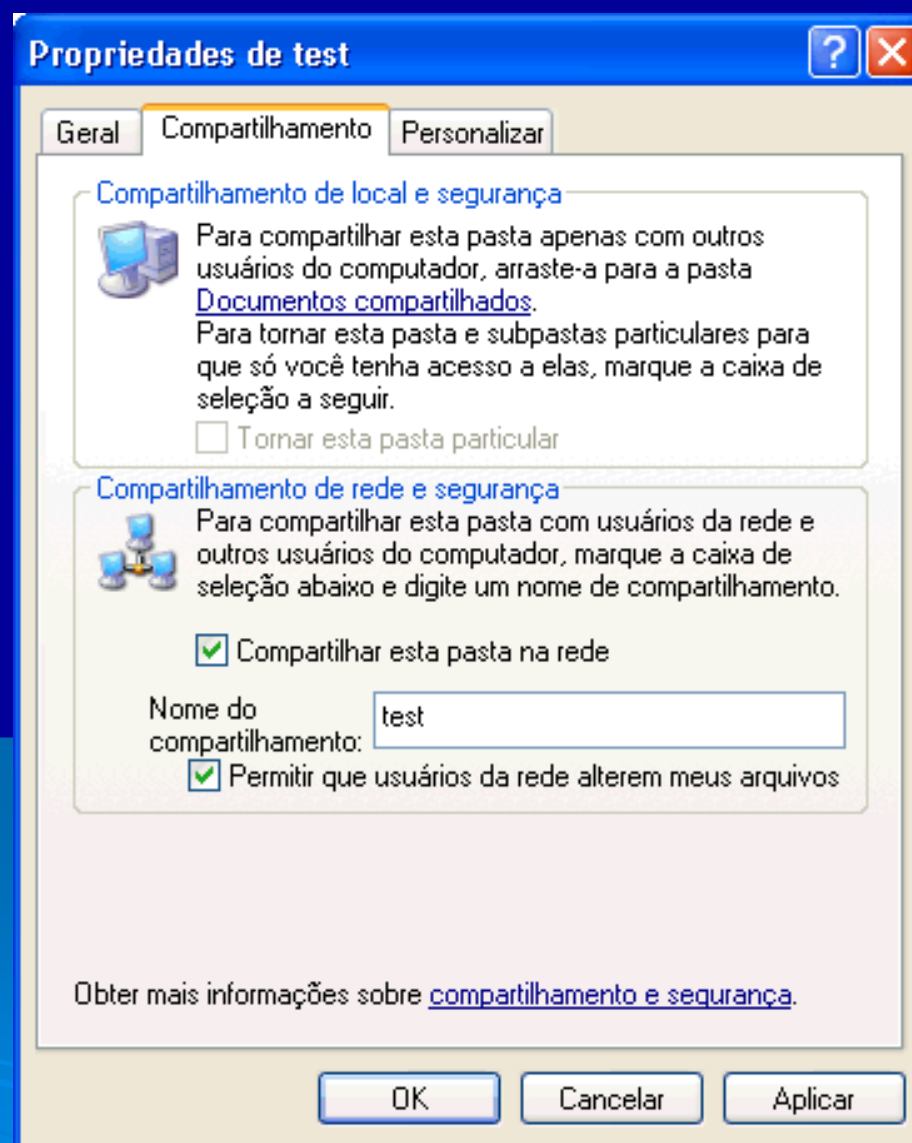 Propriedades de test
?
Geral
Compartilhamento
Personalizar
Compartilhamento de local e segurança
Para compartilhar esta pasta apenas com outros
usuários do computador, arraste-a para a pasta
Documentos compartilhados.
Para tornar esta pasta e subpastas particulares para
que só você tenha acesso a elas, marque a caixa de
seleção a seguir.
Tornar esta pasta particular
Compartilhamento de rede e segurança
Para compartilhar esta pasta com usuários da rede e
outros usuários do computador, marque a caixa de
seleção abaixo e digite um nome de compartilhamento.
Compartilhar esta pasta na rede
Nome do
compartilhamento:
test
Permitir que usuários da rede alterem meus arquivos
Obter mais informações sobre compartilhamento e segurança.
OK
Cancelar
Aplicar